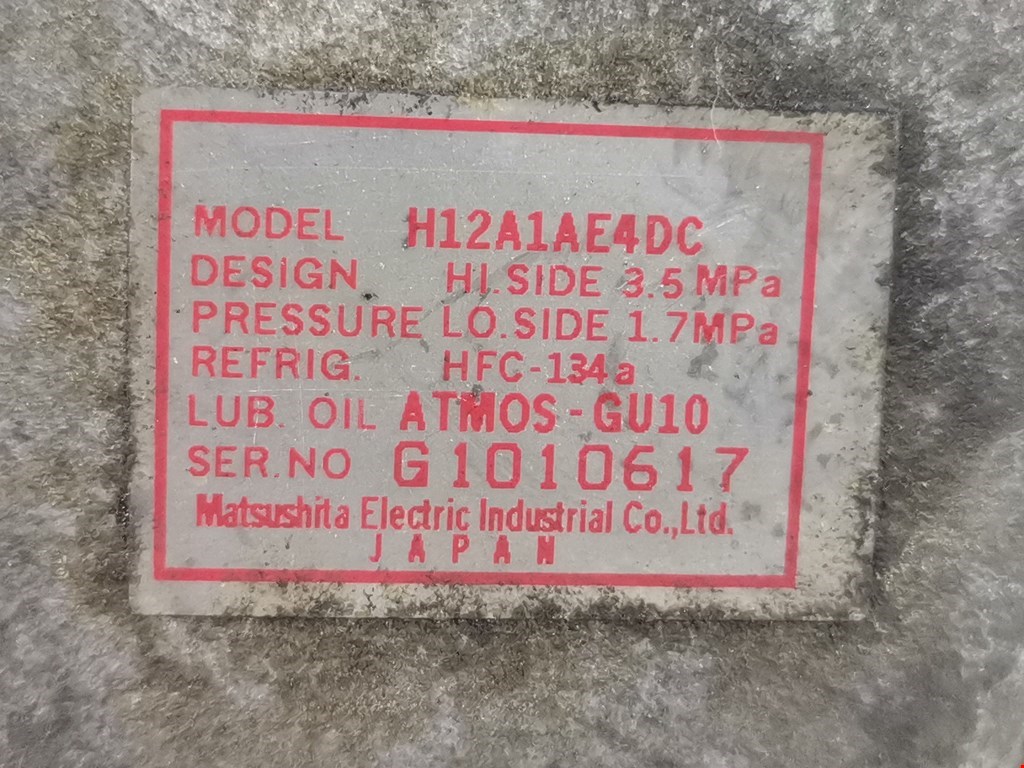 MODEL H12A1AE4DC
DESIGN HI.SIDE 3.5 MPa
PRESSURE LO.SIDE 1.7MPa
REFRIG. HFC-134a
LUB. OIL ATMOS-GU10
SER.NO G1010617
Matsushita Electric Industrial Co.,Ltd.
JAPAN